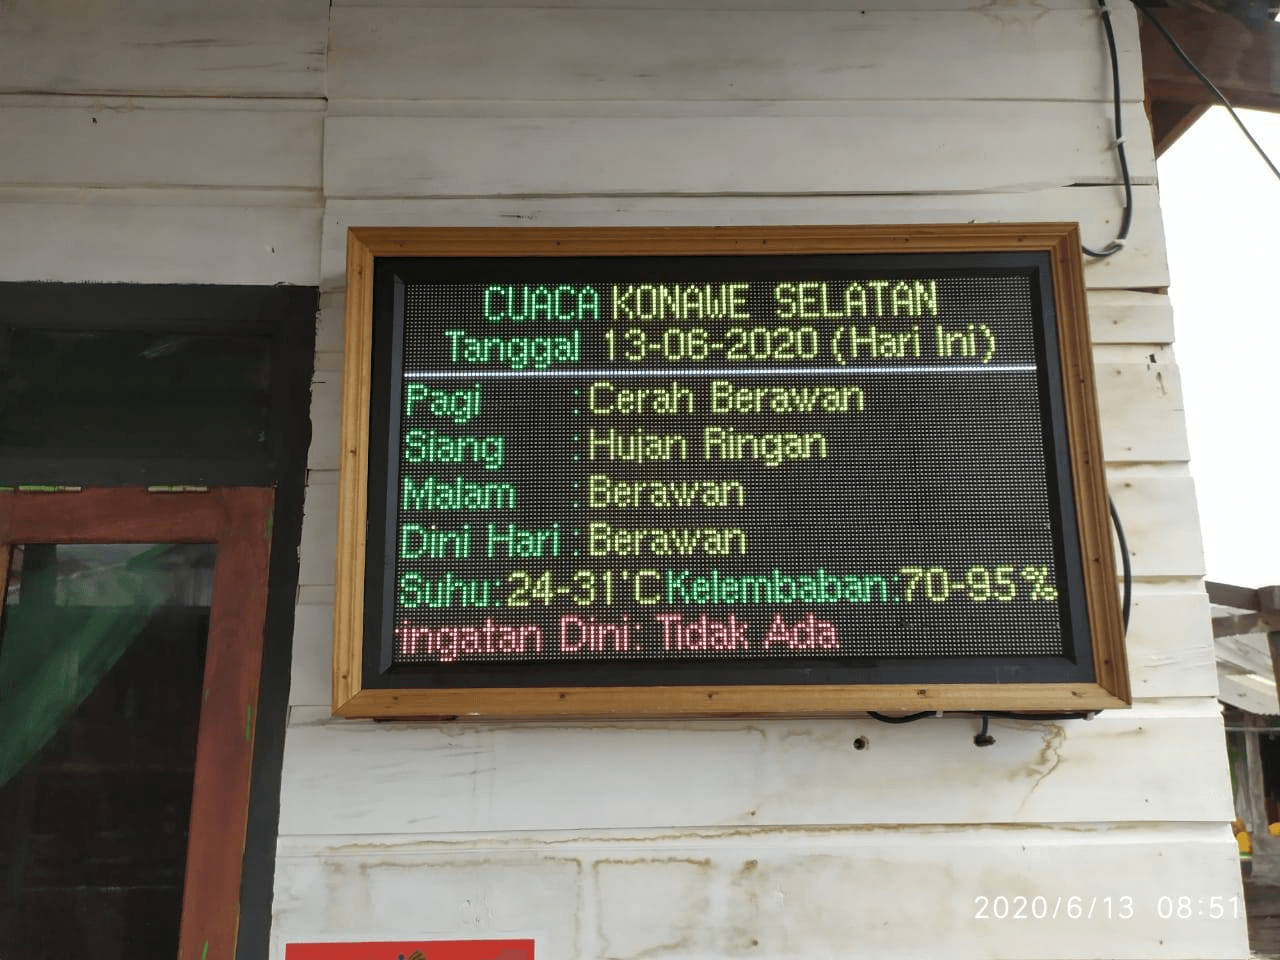 CUACA KONAWE SELATAN
Tanggal 13-06-2020 (Hari Ini)
Pagi : Cerah Berawan
Siang : Hujan Ringan
Malam : Berawan
Dini Hari : Berawan
Suhu: 24-31°C Kelembaban: 70-95%
ingatan Dini: Tidak Ada
2020/6/13 08:51